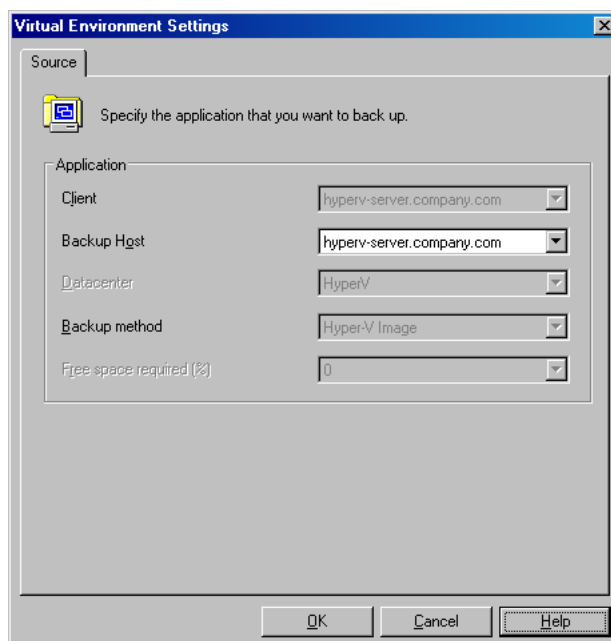 Virtual Environment Settings
Source
Specify the application that you want to back up.
Application
Client hyperv-server.company.com
Backup Host hyperv-server.company.com
Datacenter HyperV
Backup method Hyper-V Image
Free space required (%) 0
OK Cancel Help